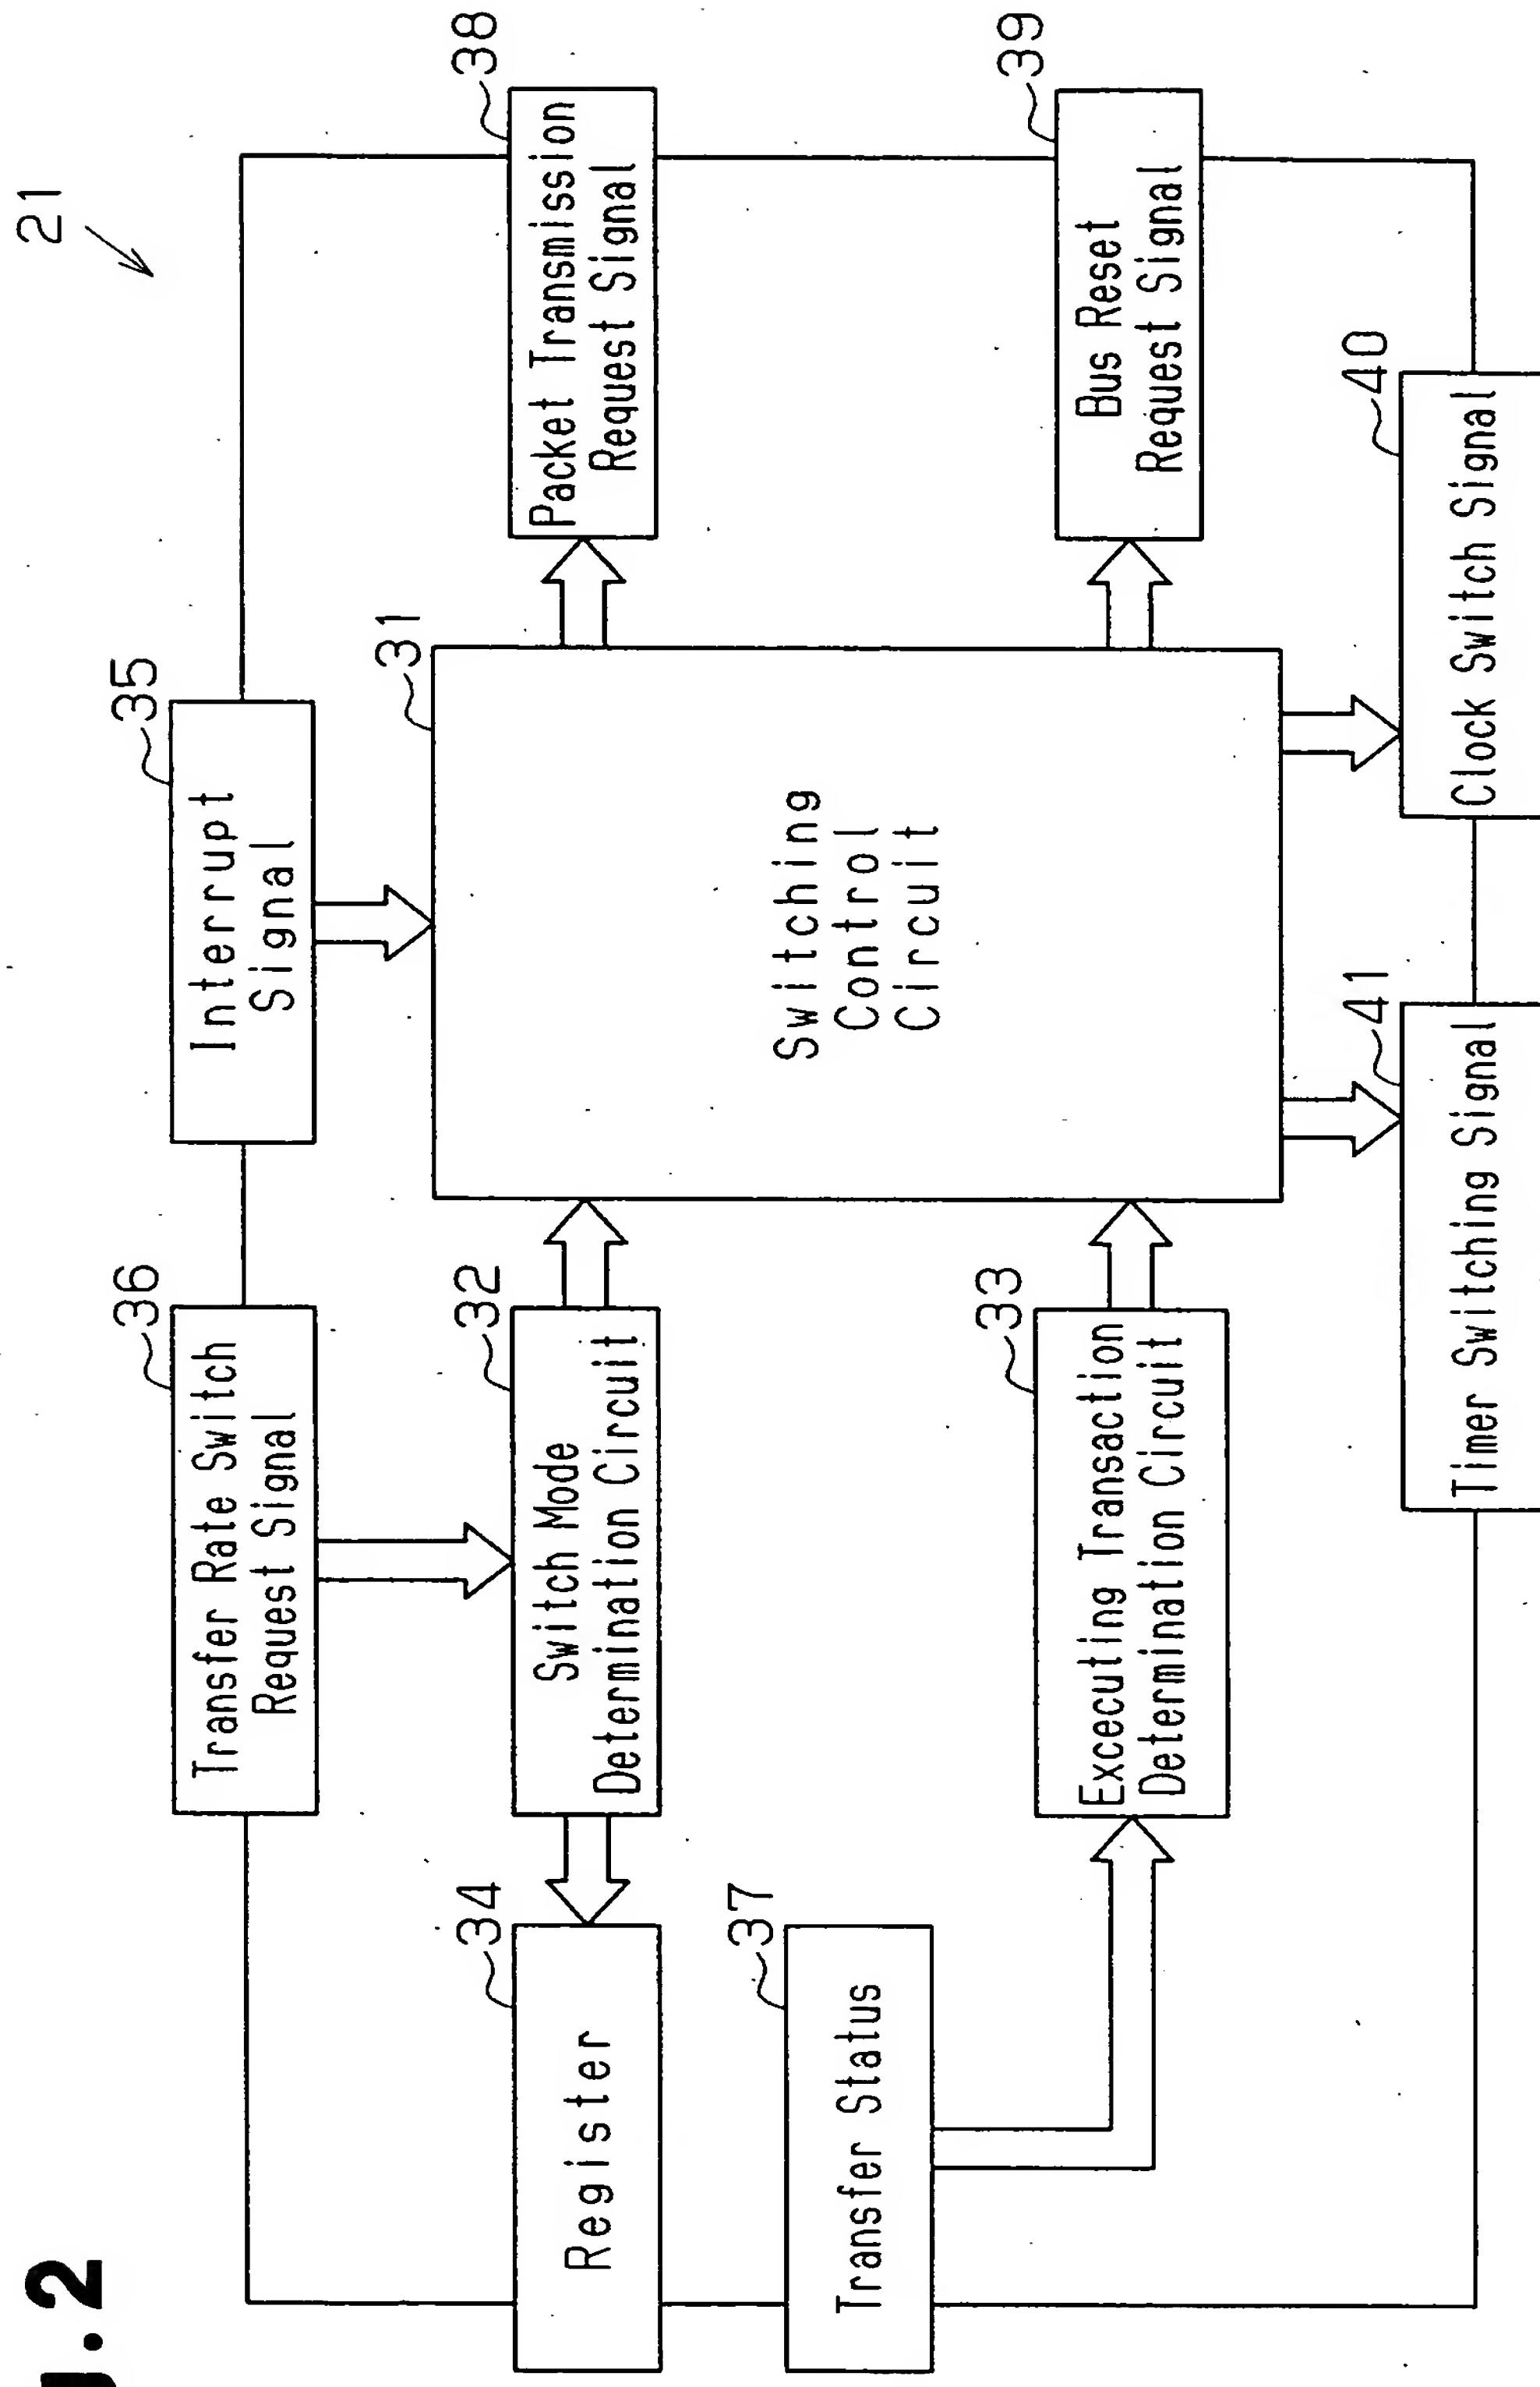 g.2
21
36
Transfer Rate Switch
Request Signal
35
Interrupt
Signal
34
Register
32
Switch Mode
Determination Circuit
31
Switching
Control
Circuit
38
Packet Transmission
Request Signal
37
Transfer Status
33
Excecuting Transaction
Determination Circuit
39
Bus Reset
Request Signal
41
Timer Switching Signal
40
Clock Switch Signal